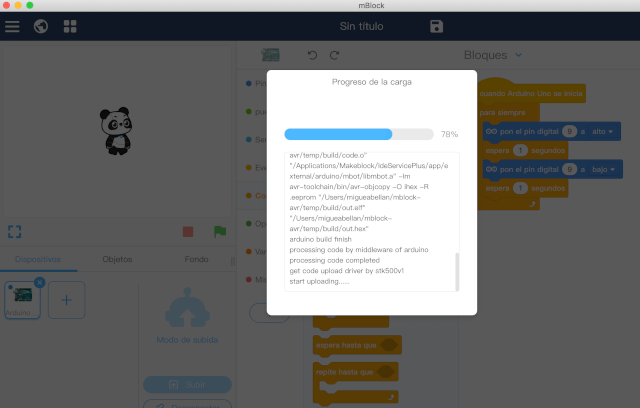 mBlock
Sin título
Bloques
Progreso de la carga
78%
avr/temp/build/code.o"
"/Applications/Makeblock/IdeServicePlus/app/e
xternal/arduino/mbot/libmbot.a" -lm
avr-toolchain/bin/avr-objcopy -O ihex -R
.eeprom "/Users/migueabellan/mblock-
avr/temp/build/out.elf"
"/Users/migueabellan/mblock-
avr/temp/build/out.hex"
arduino build finish
processing code by middleware of arduino
processing code completed
get code upload driver by stk500v1
start uploading.....
cuando Arduino Uno se inicia
para siempre
pon el pin digital 9 a alto
espera 1 segundos
pon el pin digital 9 a bajo
espera 1 segundos
Dispositivos
Objetos
Fondo
Arduino
Modo de subida
Subir
espera hasta que
repite hasta que